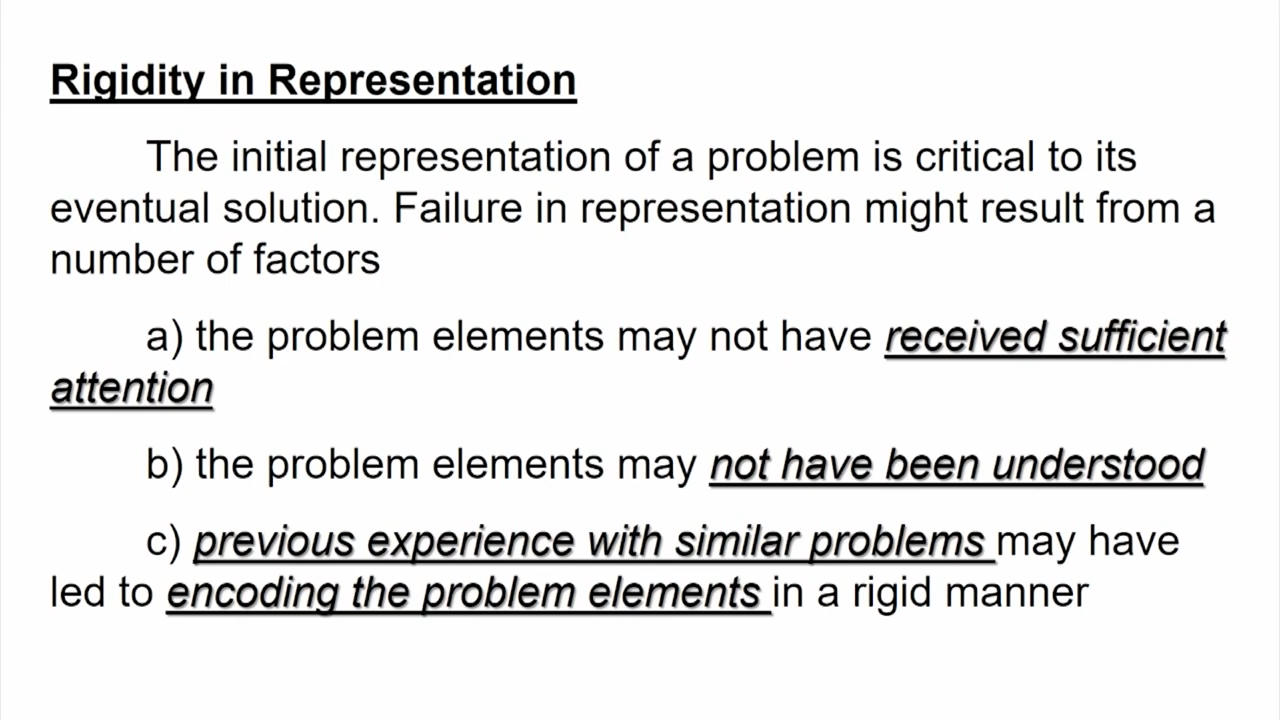 Rigidity in Representation
The initial representation of a problem is critical to its
eventual solution. Failure in representation might result from a
number of factors
a) the problem elements may not have received sufficient
attention
b) the problem elements may not have been understood
c) previous experience with similar problems may have
led to encoding the problem elements in a rigid manner